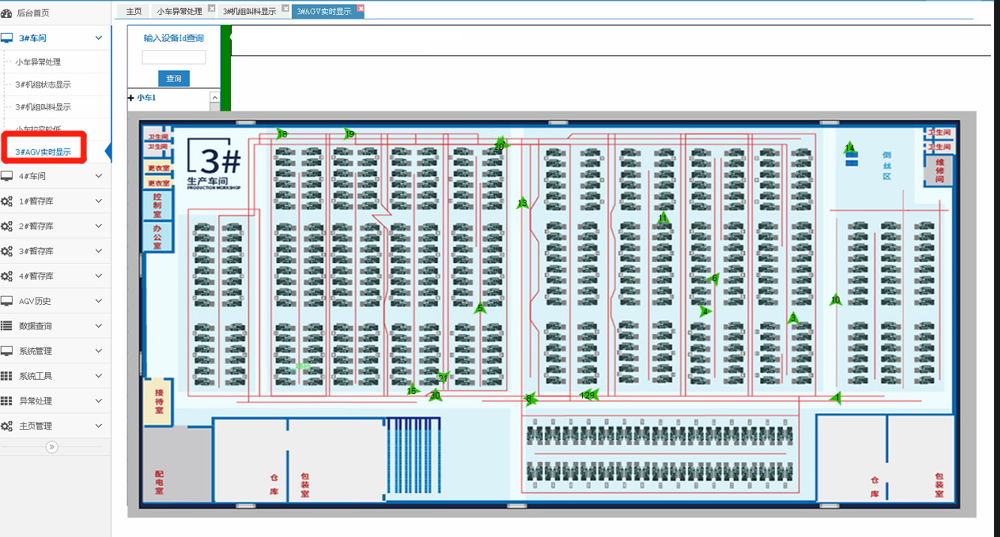 后台首页
3#车间
小车异常处理
3#机组状态显示
3#机组叫料显示
3#AGV实时显示
4#车间
1#暂存库
2#暂存库
3#暂存库
4#暂存库
AGV历史
数据查询
系统管理
系统工具
异常处理
主页管理
主页
小车异常处理
3#机组叫料显示
3#AGV实时显示
输入设备Id查询
查询
小车1
卫生间
卫生间
更衣室
更衣室
控制室
办公室
接待室
配电室
3#
生产车间
PRODUCTION WORKSHOP
18
19
20
14
13
11
6
5
4
3
10
21
15
30
8
129
1
倒丝区
卫生间
卫生间
维修间
仓库
包装室
仓库
包装室